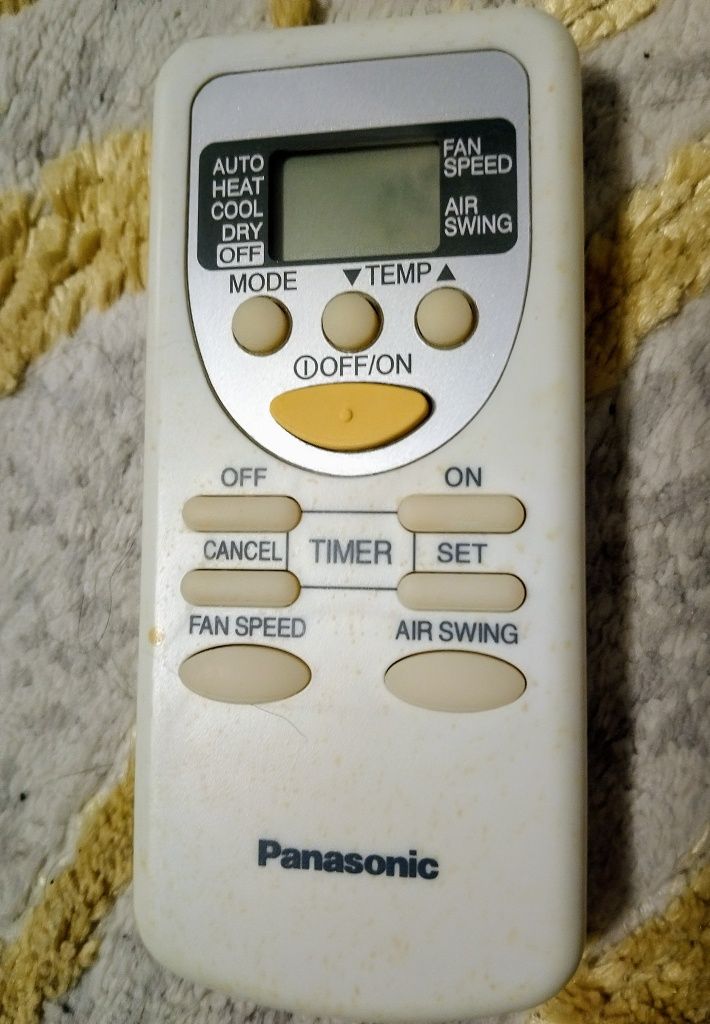 AUTO
HEAT
COOL
DRY
OFF
FAN
SPEED
AIR
SWING
MODE
▼TEMP▲
OFF/ON
OFF
ON
CANCEL
TIMER
SET
FAN SPEED
AIR SWING
Panasonic